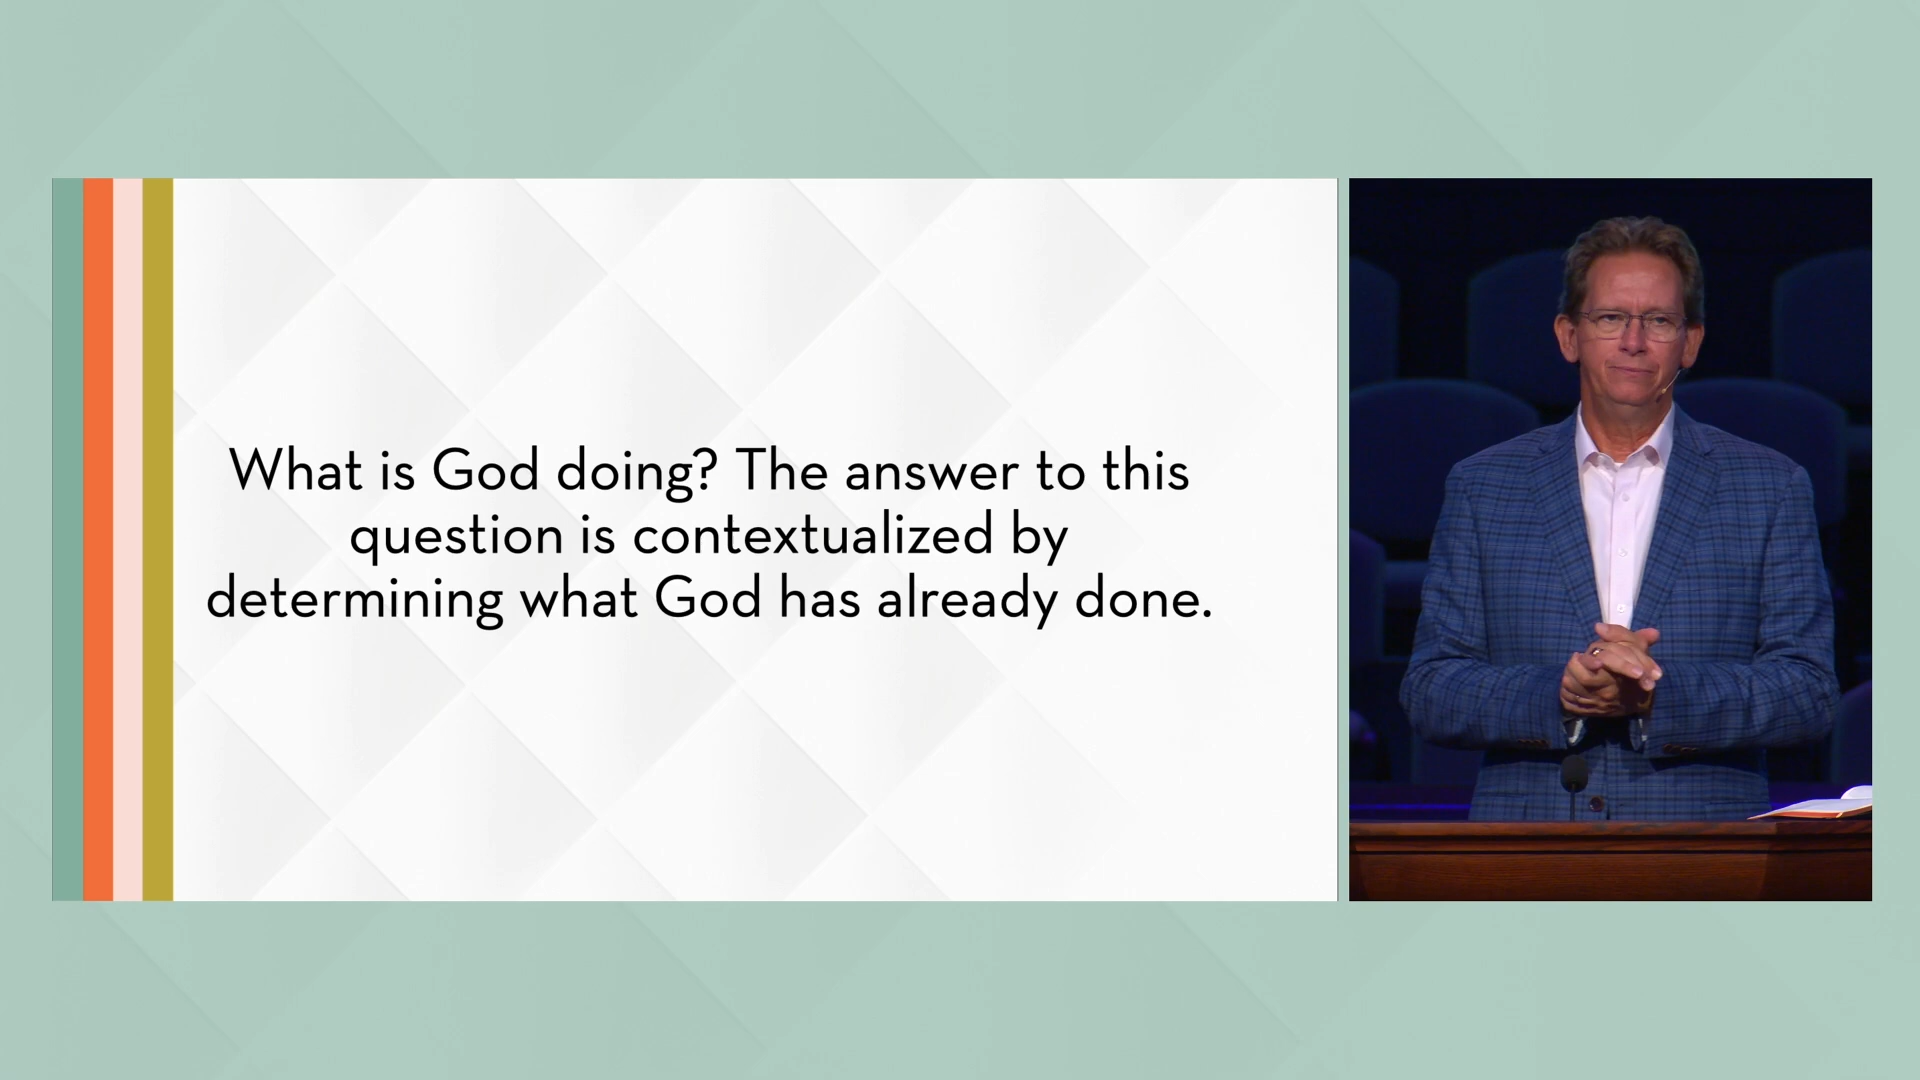 What is God doing? The answer to this
question is contextualized by
determining what God has already done.